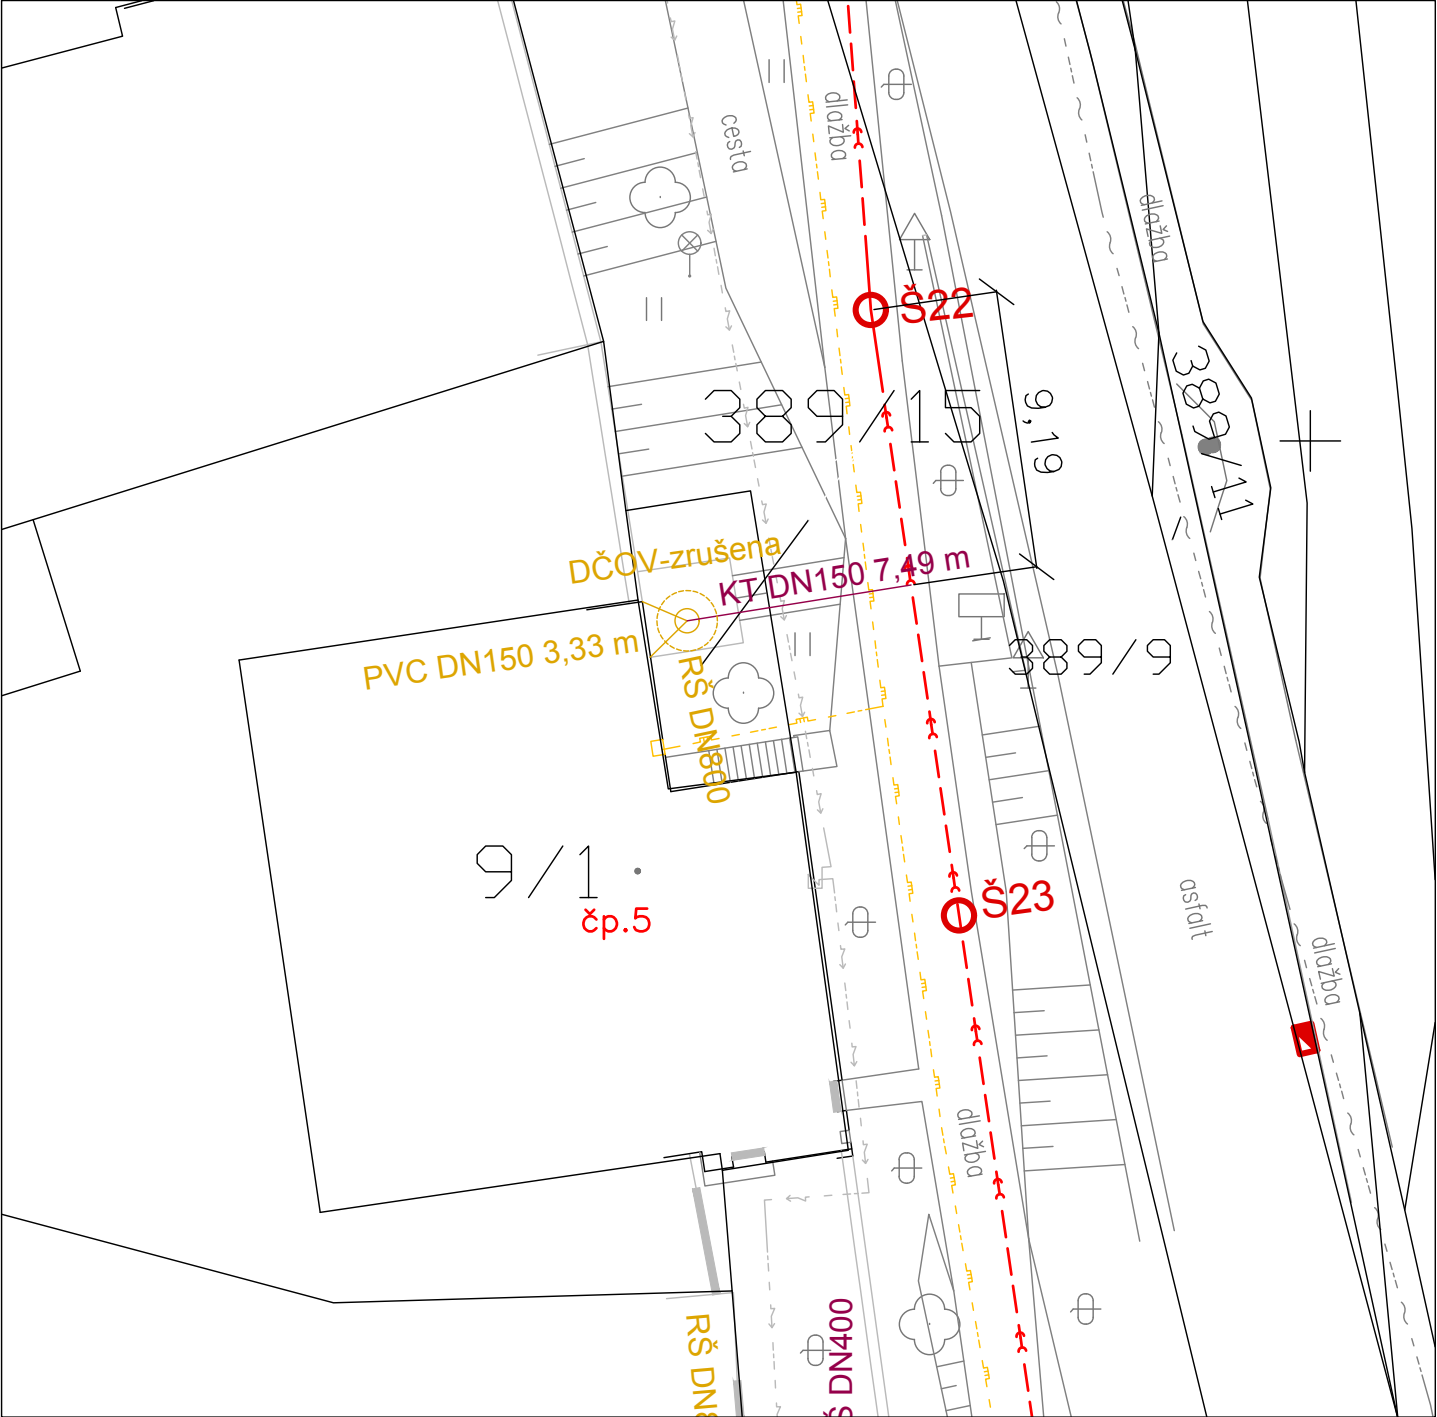 cesta
dlažba
dlažba
Š22
389/15
9,19
389/11
DČOV-zrušena
KT DN150 7,49 m
PVC DN150 3,33 m
389/9
RŠ DN800
9/1
čp.5
Š23
asfalt
dlažba
dlažba
RŠ DN8
Š DN400